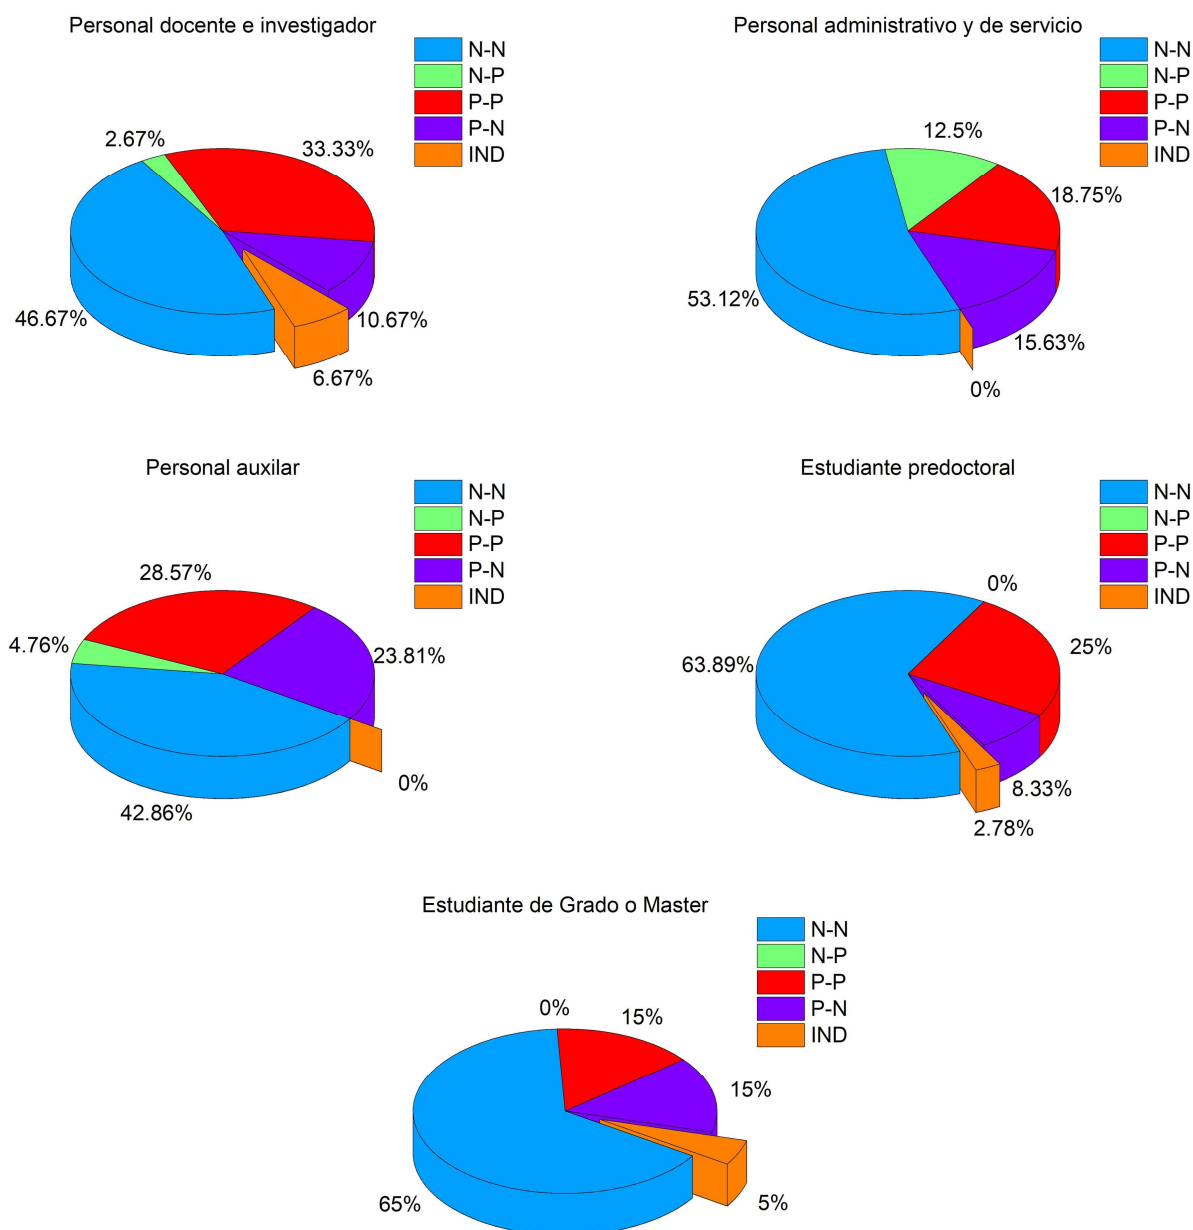 Personal docente e investigador
N-N
N-P
P-P
P-N
IND
2.67%
33.33%
46.67%
10.67%
6.67%
Personal administrativo y de servicio
N-N
N-P
P-P
P-N
IND
12.5%
18.75%
53.12%
15.63%
0%
Personal auxilar
N-N
N-P
P-P
P-N
IND
28.57%
4.76%
23.81%
0%
42.86%
Estudiante predoctoral
N-N
N-P
P-P
P-N
IND
0%
25%
63.89%
8.33%
2.78%
Estudiante de Grado o Master
N-N
N-P
P-P
P-N
IND
0%
15%
15%
65%
5%